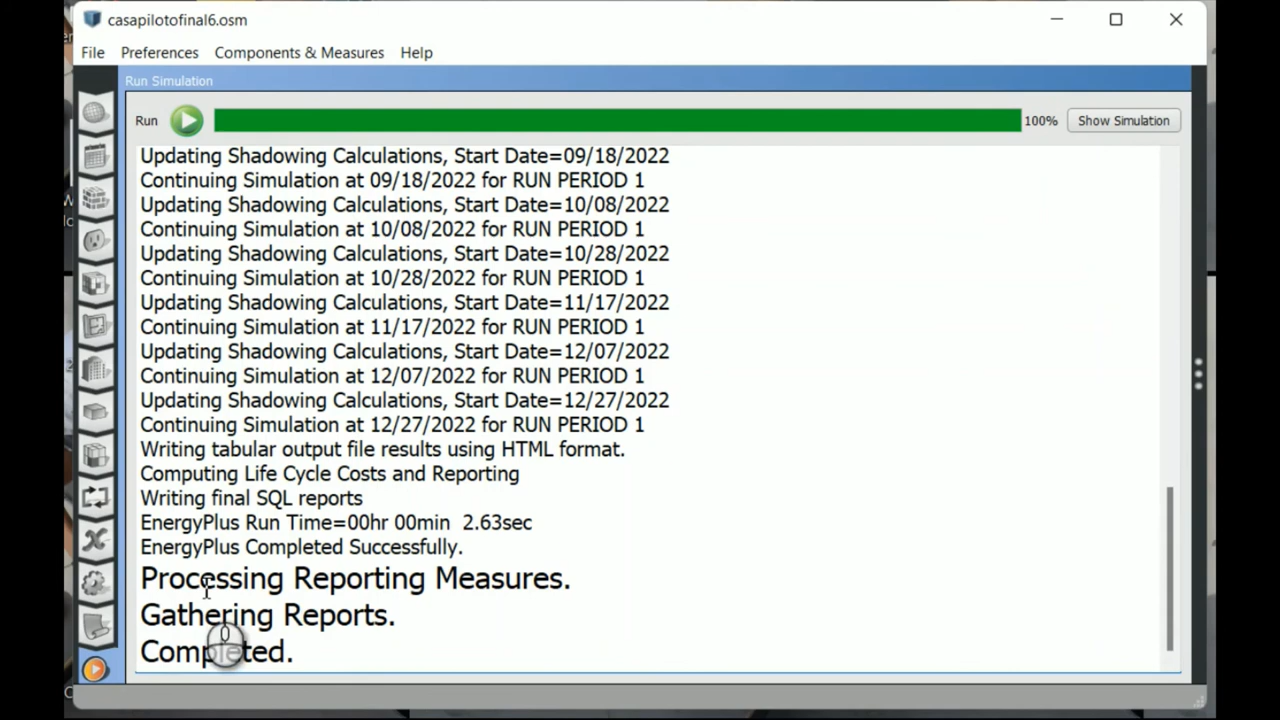 casapilotofinal6.osm
File Preferences Components & Measures Help
Run Simulation
Run 100% Show Simulation
Updating Shadowing Calculations, Start Date=09/18/2022
Continuing Simulation at 09/18/2022 for RUN PERIOD 1
Updating Shadowing Calculations, Start Date=10/08/2022
Continuing Simulation at 10/08/2022 for RUN PERIOD 1
Updating Shadowing Calculations, Start Date=10/28/2022
Continuing Simulation at 10/28/2022 for RUN PERIOD 1
Updating Shadowing Calculations, Start Date=11/17/2022
Continuing Simulation at 11/17/2022 for RUN PERIOD 1
Updating Shadowing Calculations, Start Date=12/07/2022
Continuing Simulation at 12/07/2022 for RUN PERIOD 1
Updating Shadowing Calculations, Start Date=12/27/2022
Continuing Simulation at 12/27/2022 for RUN PERIOD 1
Writing tabular output file results using HTML format.
Computing Life Cycle Costs and Reporting
Writing final SQL reports
EnergyPlus Run Time=00hr 00min 2.63sec
EnergyPlus Completed Successfully.
Processing Reporting Measures.
Gathering Reports.
Completed.